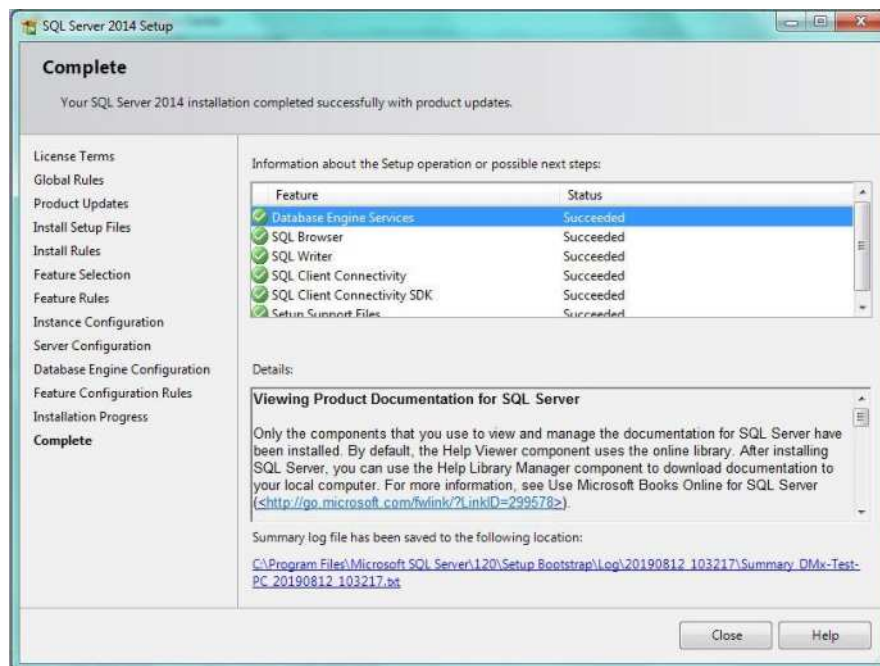 SQL Server 2014 Setup
Complete
Your SQL Server 2014 installation completed successfully with product updates.
License Terms
Global Rules
Product Updates
Install Setup Files
Install Rules
Feature Selection
Feature Rules
Instance Configuration
Server Configuration
Database Engine Configuration
Feature Configuration Rules
Installation Progress
Complete
Information about the Setup operation or possible next steps:
Feature Status
Database Engine Services Succeeded
SQL Browser Succeeded
SQL Writer Succeeded
SQL Client Connectivity Succeeded
SQL Client Connectivity SDK Succeeded
Setup Support Files Succeeded
Details:
Viewing Product Documentation for SQL Server
Only the components that you use to view and manage the documentation for SQL Server have
been installed. By default, the Help Viewer component uses the online library. After installing
SQL Server, you can use the Help Library Manager component to download documentation to
your local computer. For more information, see Use Microsoft Books Online for SQL Server
(<http://go.microsoft.com/fwlink/?LinkID=299578>).
Summary log file has been saved to the following location:
C:\Program Files\Microsoft SQL Server\120\Setup Bootstrap\Log\20190812_103217\Summary_DMx-Test-
PC_20190812_103217.txt
Close Help